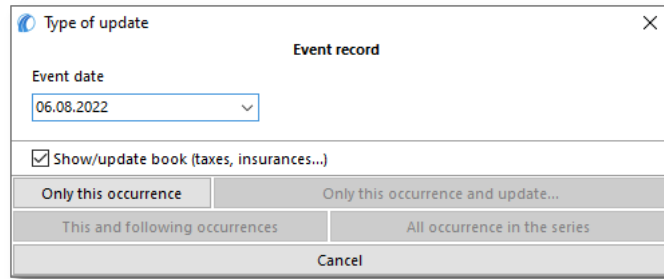 Type of update
Event record
Event date
06.08.2022
Show/update book (taxes, insurances...)
Only this occurrence Only this occurrence and update...
This and following occurrences All occurrence in the series
Cancel